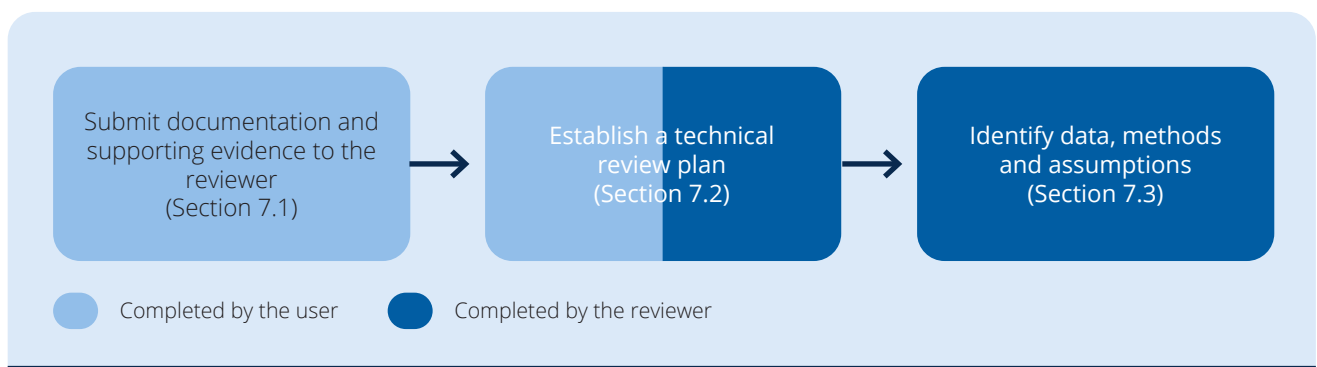 Submit documentation and
supporting evidence to the
reviewer
(Section 7.1)
Establish a technical
review plan
(Section 7.2)
Identify data, methods
and assumptions
(Section 7.3)
Completed by the user
Completed by the reviewer